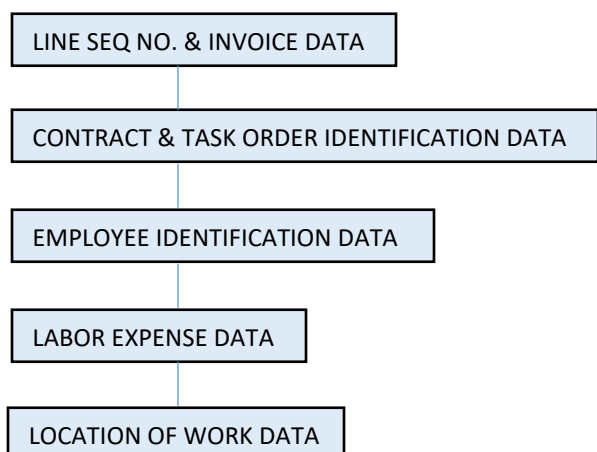 LINE SEQ NO. & INVOICE DATA
CONTRACT & TASK ORDER IDENTIFICATION DATA
EMPLOYEE IDENTIFICATION DATA
LABOR EXPENSE DATA
LOCATION OF WORK DATA